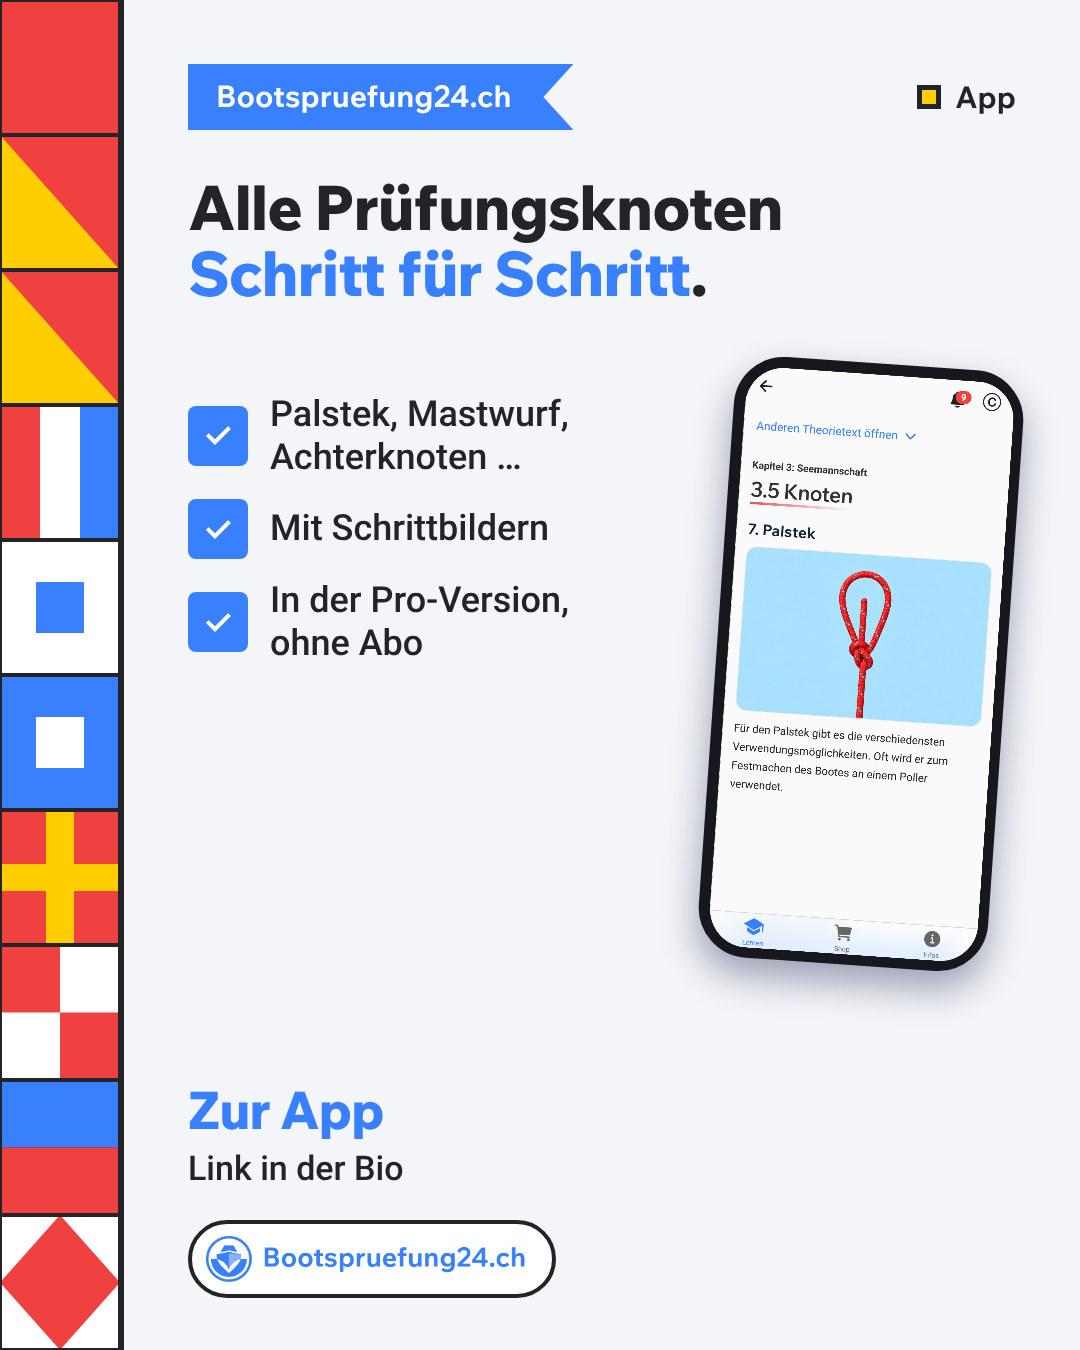 Bootspruefung24.ch
App
Alle Prüfungsknoten
Schritt für Schritt.
Palstek, Mastwurf,
Achterknoten ...
Mit Schrittbildern
In der Pro-Version,
ohne Abo
9
C
Anderen Theorietext öffnen
Kapitel 3: Seemannschaft
3.5 Knoten
7. Palstek
Für den Palstek gibt es die verschiedensten
Verwendungsmöglichkeiten. Oft wird er zum
Festmachen des Bootes an einem Poller
verwendet.
Lernen
Shop
Infos
Zur App
Link in der Bio
Bootspruefung24.ch